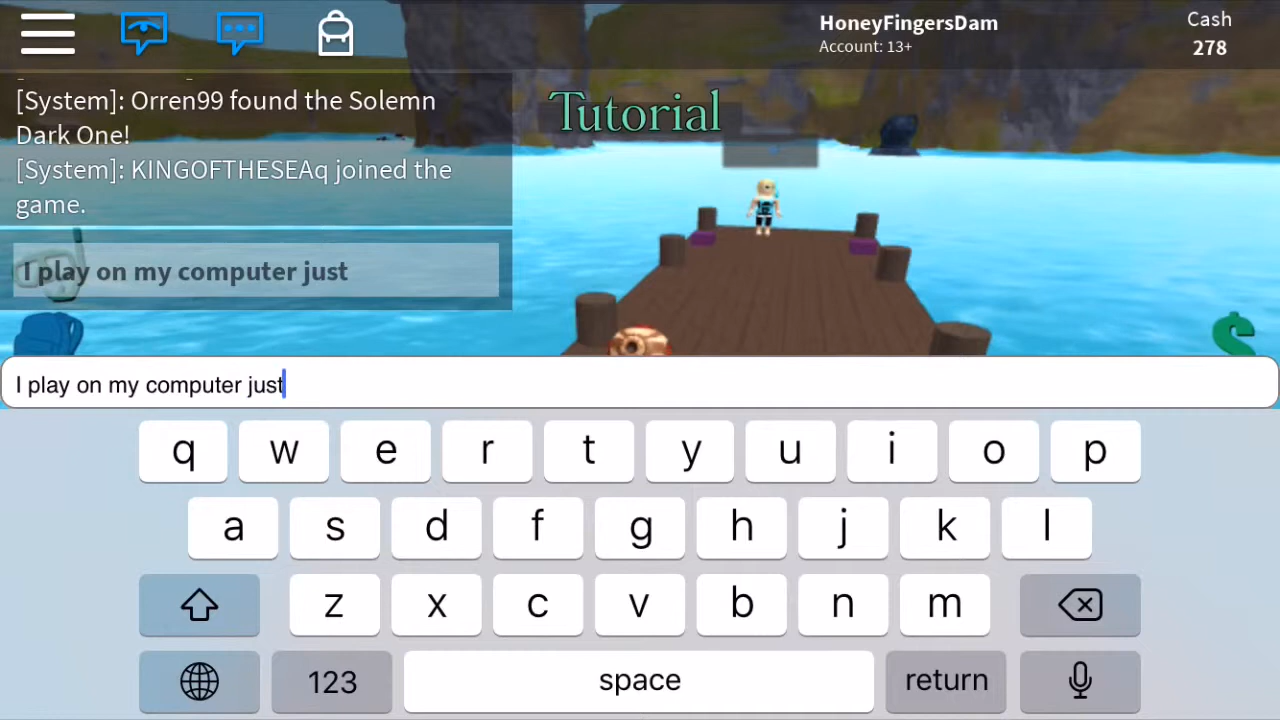 HoneyFingersDam
Account: 13+
Cash
278
[System]: Orren99 found the Solemn
Dark One!
[System]: KINGOFTHESEAq joined the
game.
Tutorial
I play on my computer just
I play on my computer just
q w e r t y u i o p
a s d f g h j k l
z x c v b n m
123 space return